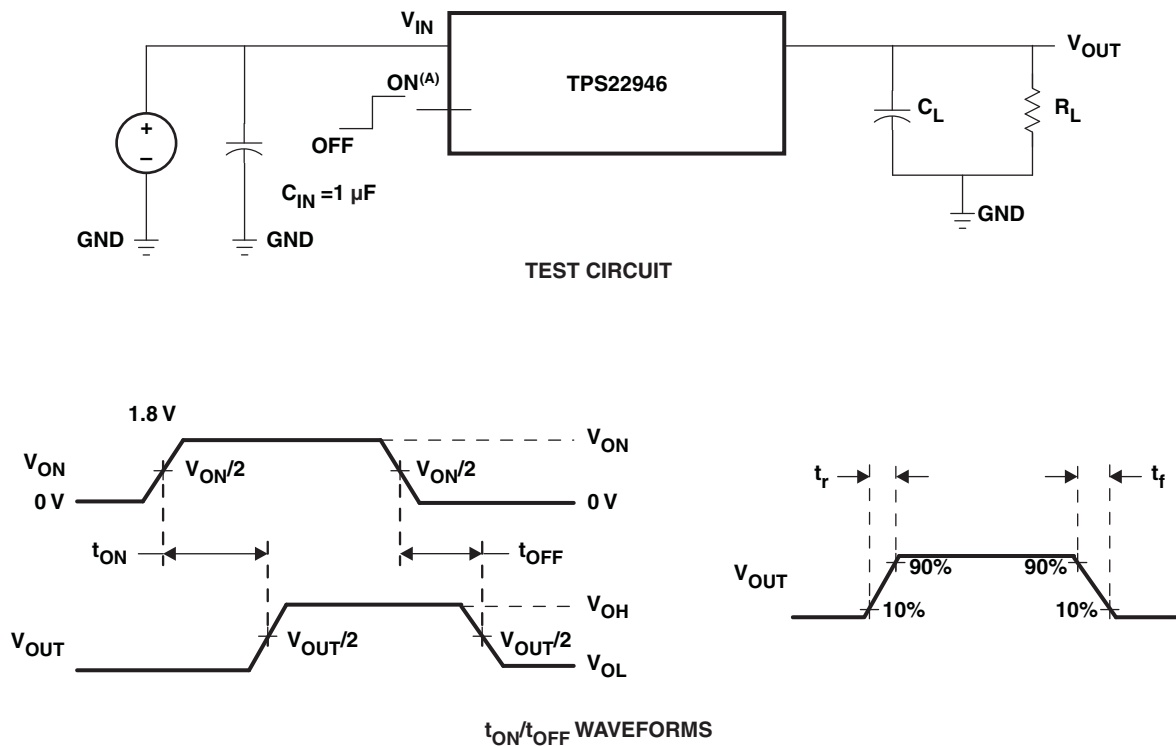 V_IN
V_OUT
ON(A)
TPS22946
C_L
R_L
+
−
OFF
C_IN =1 µF
GND
GND
GND
TEST CIRCUIT
1.8 V
V_ON
V_ON
V_ON/2
V_ON/2
0 V
0 V
t_r
t_f
t_ON
t_OFF
V_OUT
90%
90%
10%
10%
V_OH
V_OUT
V_OUT/2
V_OUT/2
V_OL
t_ON/t_OFF WAVEFORMS